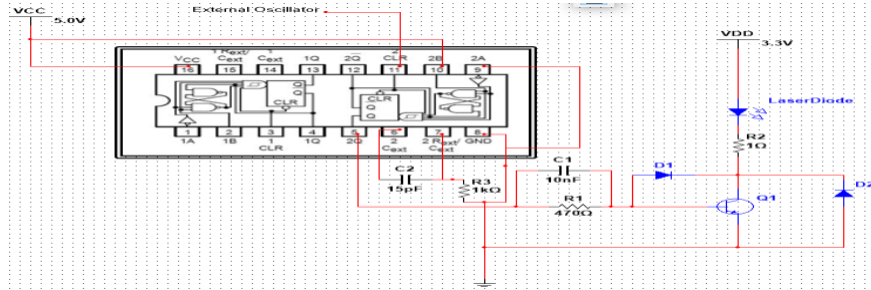 VCC
5.0V
External Oscillator
VDD
3.3V
1 Rext/ 1 2
VCC Cext Cext 1Q 2Q CLR 2B 2A
16 15 14 13 12 11 10 9
CLR
Q
Q
CLR
Q
Q
1 2 3 4 5 6 7 8
1A 1B 1 1Q 2Q 2 2 Rext/ GND
CLR Cext Cext
LaserDiode
R2
1Ω
C2
15pF
R3
1kΩ
C1
10nF
R1
470Ω
D1
Q1
D2